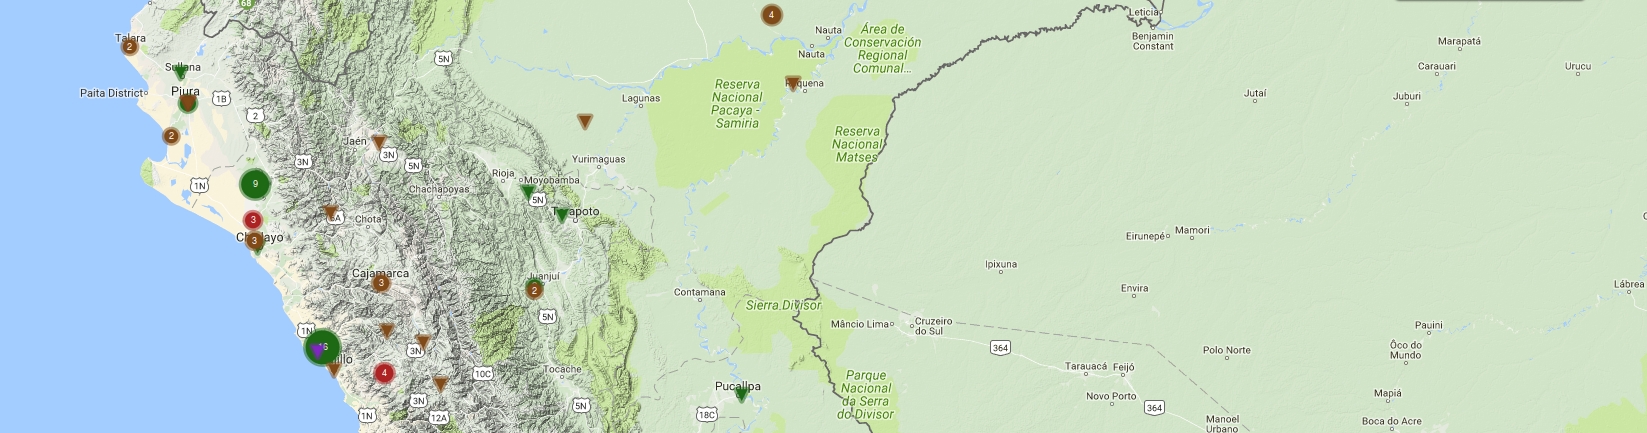 68
4
Leticia
Nauta
Área de
Conservación
Regional
Comunal...
Benjamin
Constant
Talara
2
Nauta
Marapatá
5N
Sullana
Carauari
Urucu
Reserva
Nacional
Pacaya -
Samiria
Requena
Piura
Paita District
1B
Lagunas
Jutaí
Juburi
2
2
Reserva
Nacional
Matses
Jaén
3N
3N
5N
Yurimaguas
Rioja
Moyobamba
9
1N
Chachapoyas
5N
3
3A
Chota
Tarapoto
Chiclayo
3
Eirunepé
Mamori
Ipixuna
Cajamarca
3
Juanjuí
2
Contamana
Envira
Lábrea
Sierra Divisor
5N
Mâncio Lima
Cruzeiro
do Sul
1N
Pauini
3N
364
Polo Norte
Ôco do
Mundo
4
10C
Tocache
Tarauacá
Feijó
Parque
Nacional
da Serra
do Divisor
Pucallpa
Novo Porto
Mapiá
3N
5N
18C
364
1N
12A
Manoel
Urbano
Boca do Acre